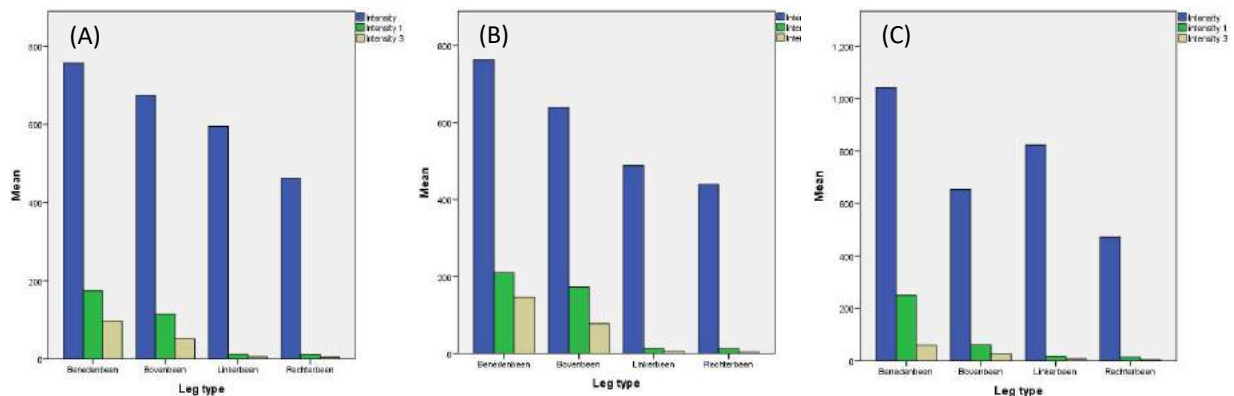 (A)
Intensity
Intensity 1
Intensity 3
800
600
400
200
0
Mean
Benedenbeen
Bovenbeen
Linkerbeen
Rechterbeen
Leg type
(B)
800
600
400
200
0
Mean
Benedenbeen
Bovenbeen
Linkerbeen
Rechterbeen
Leg type
(C)
Intensity
Intensity 1
Intensity 3
1,200
1,000
800
600
400
200
0
Mean
Benedenbeen
Bovenbeen
Linkerbeen
Rechterbeen
Leg type